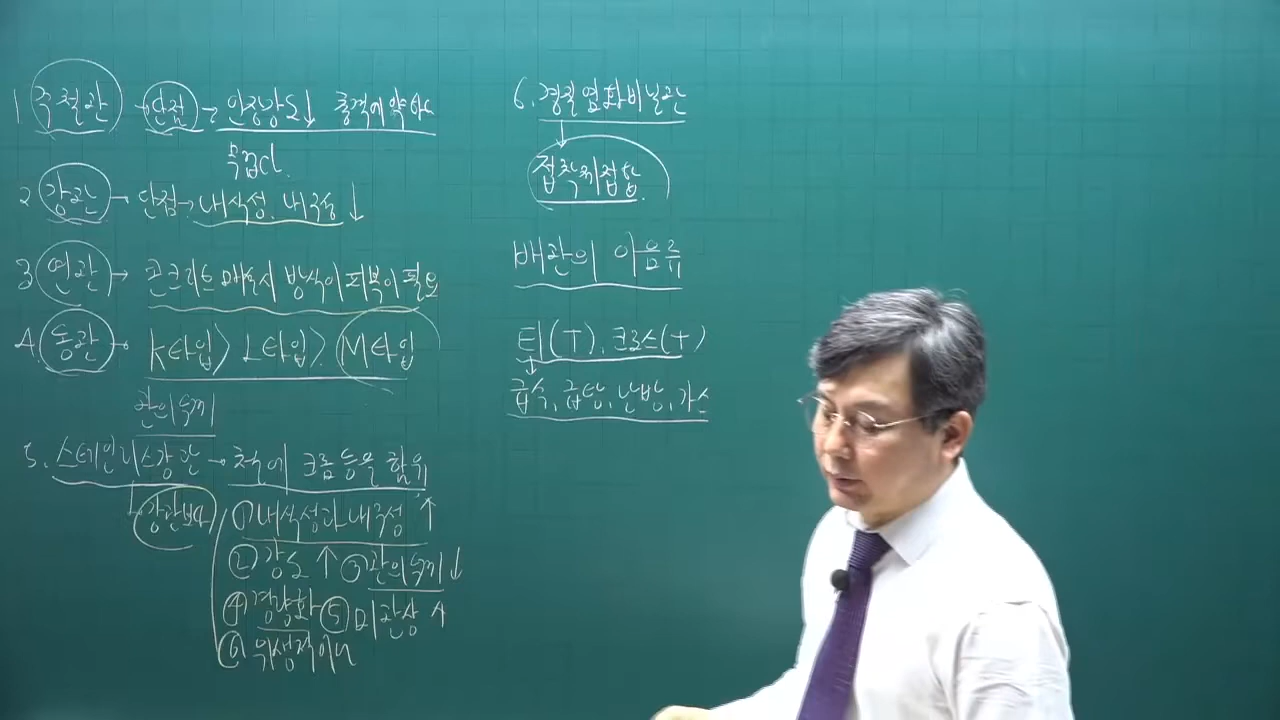 1 주철관 → 단점 → 인장강도↓ 충격에 약하다
무겁다.
2 강관 → 단점 → 내식성, 내구성 ↓
3 연관 → 콘크리트 매설시 방식이 피복이 필요
4. 동관 → K타입 > L타입 > M타입
관의두께
5. 스테인리스강관 → 철에 크롬 등을 함유
강관보다 ① 내식성과 내구성 ↑
② 강도 ↑ ③ 관의두께 ↓
④ 경량화 ⑤ 미관상 ↑
⑥ 위생적이다
6. 경질염화비닐관
접착제접합
배관의 이음류
티(T), 크로스(+)
급수, 급탕, 난방, 가스